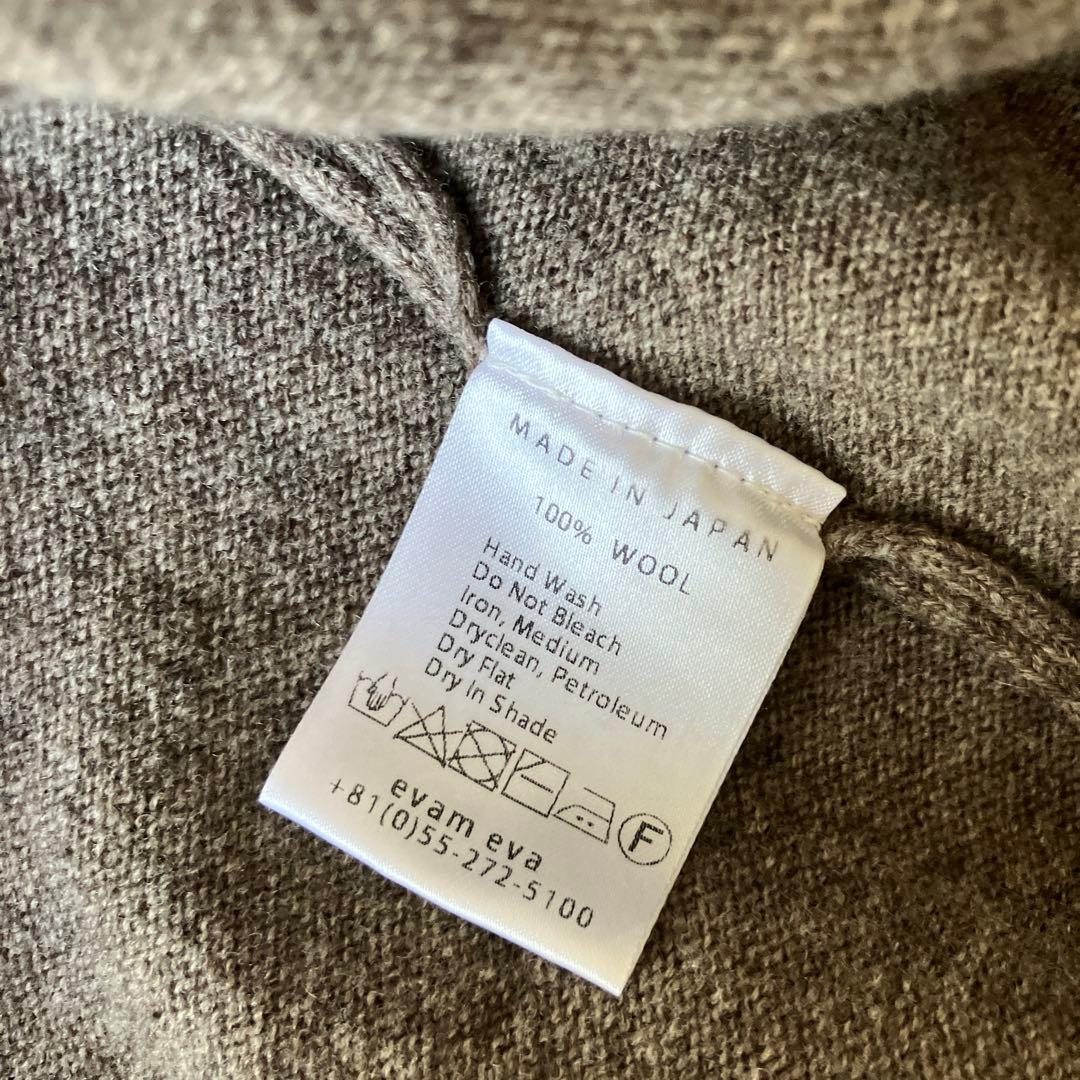 MADE IN JAPAN
100% WOOL
Hand Wash
Do Not Bleach
Iron, Medium
Dryclean, Petroleum
Dry Flat
Dry In Shade
F
evam eva
+81(0)55-272-5100